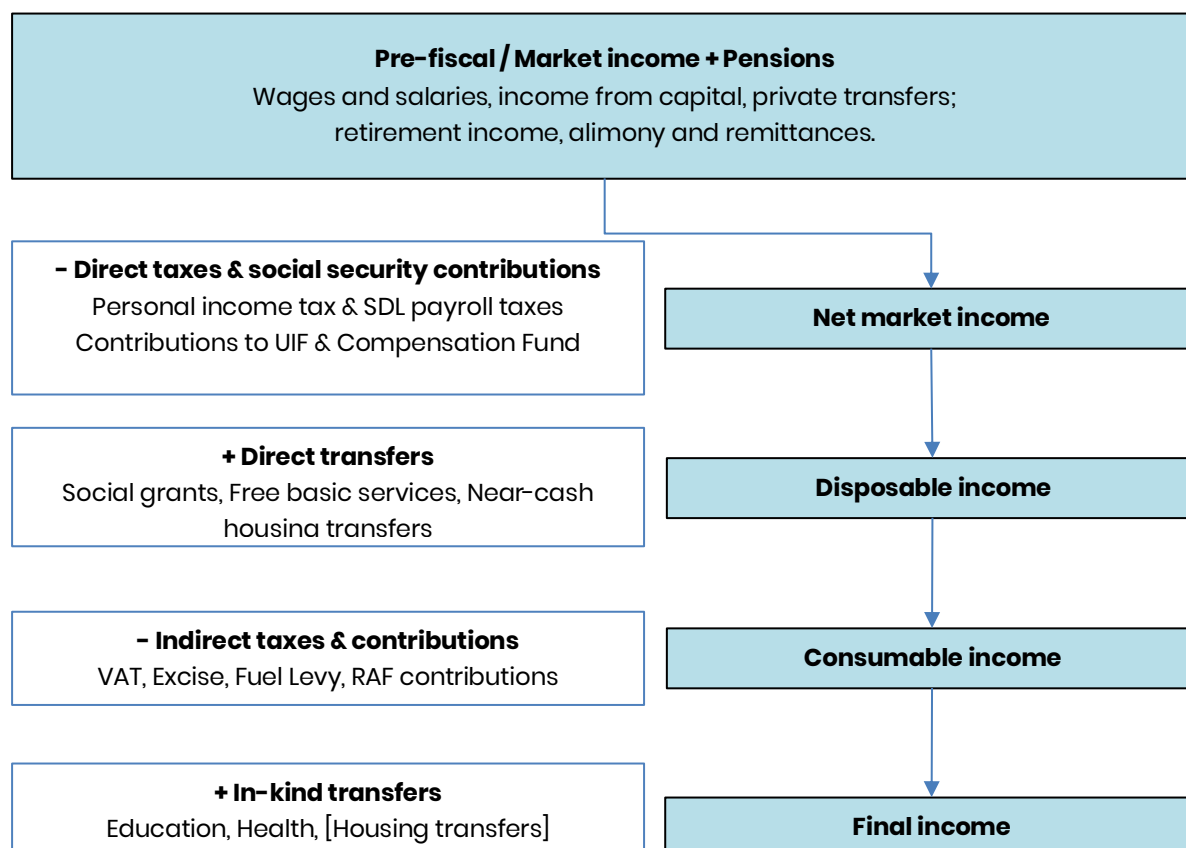 Pre-fiscal / Market income + Pensions
Wages and salaries, income from capital, private transfers;
retirement income, alimony and remittances.
- Direct taxes & social security contributions
Personal income tax & SDL payroll taxes
Contributions to UIF & Compensation Fund
Net market income
+ Direct transfers
Social grants, Free basic services, Near-cash
housina transfers
Disposable income
- Indirect taxes & contributions
VAT, Excise, Fuel Levy, RAF contributions
Consumable income
+ In-kind transfers
Education, Health, [Housing transfers]
Final income